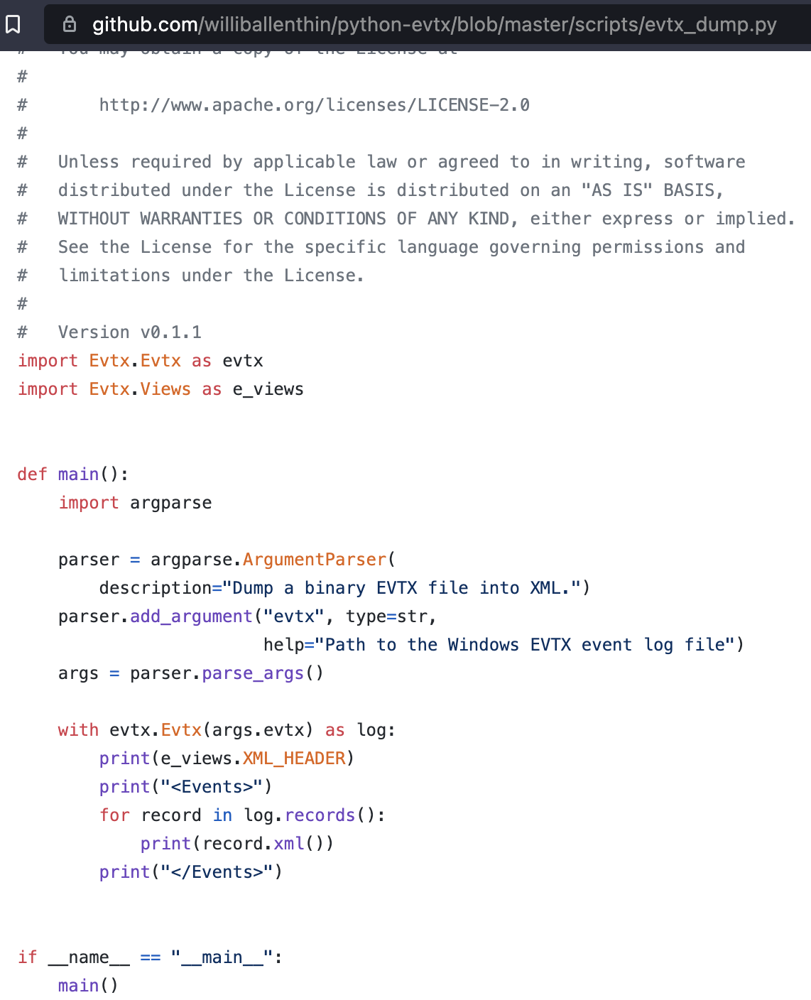 github.com/williballenthin/python-evtx/blob/master/scripts/evtx_dump.py
#   You may obtain a copy of the License at
#
#       http://www.apache.org/licenses/LICENSE-2.0
#
#   Unless required by applicable law or agreed to in writing, software
#   distributed under the License is distributed on an "AS IS" BASIS,
#   WITHOUT WARRANTIES OR CONDITIONS OF ANY KIND, either express or implied.
#   See the License for the specific language governing permissions and
#   limitations under the License.
#
#   Version v0.1.1
import Evtx.Evtx as evtx
import Evtx.Views as e_views
def main():
    import argparse
    parser = argparse.ArgumentParser(
        description="Dump a binary EVTX file into XML.")
    parser.add_argument("evtx", type=str,
                        help="Path to the Windows EVTX event log file")
    args = parser.parse_args()
    with evtx.Evtx(args.evtx) as log:
        print(e_views.XML_HEADER)
        print("<Events>")
        for record in log.records():
            print(record.xml())
        print("</Events>")
if __name__ == "__main__":
    main()